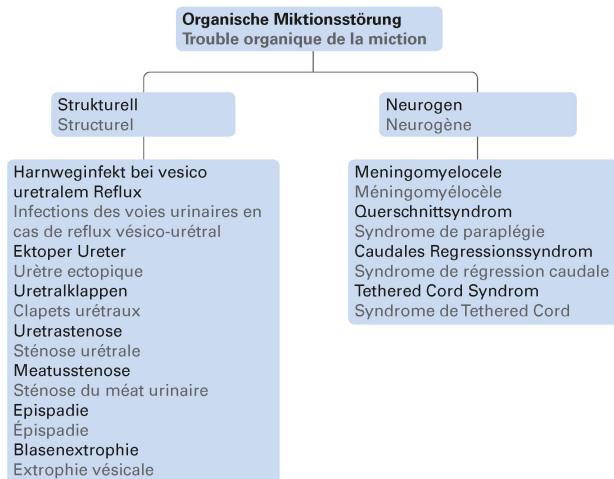 Organische Miktionsstörung
Trouble organique de la miction
Strukturell
Structurel
Neurogen
Neurogène
Harnweginfekt bei vesico
uretralem Reflux
Infections des voies urinaires en
cas de reflux vésico-urétral
Ektoper Ureter
Urètre ectopique
Uretralklappen
Clapets urétraux
Uretrastenose
Sténose urétrale
Meatusstenose
Sténose du méat urinaire
Epispadie
Épispadie
Blasenextrophie
Extrophie vésicale
Meningomyelocele
Méningomyélocèle
Querschnittsyndrom
Syndrome de paraplégie
Caudales Regressionssyndrom
Syndrome de régression caudale
Tethered Cord Syndrom
Syndrome de Tethered Cord